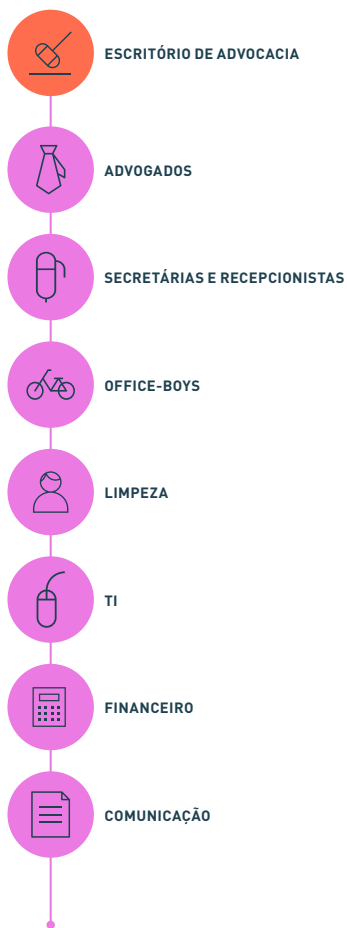 ESCRITÓRIO DE ADVOCACIA
ADVOGADOS
SECRETÁRIAS E RECEPCIONISTAS
OFFICE-BOYS
LIMPEZA
TI
FINANCEIRO
COMUNICAÇÃO